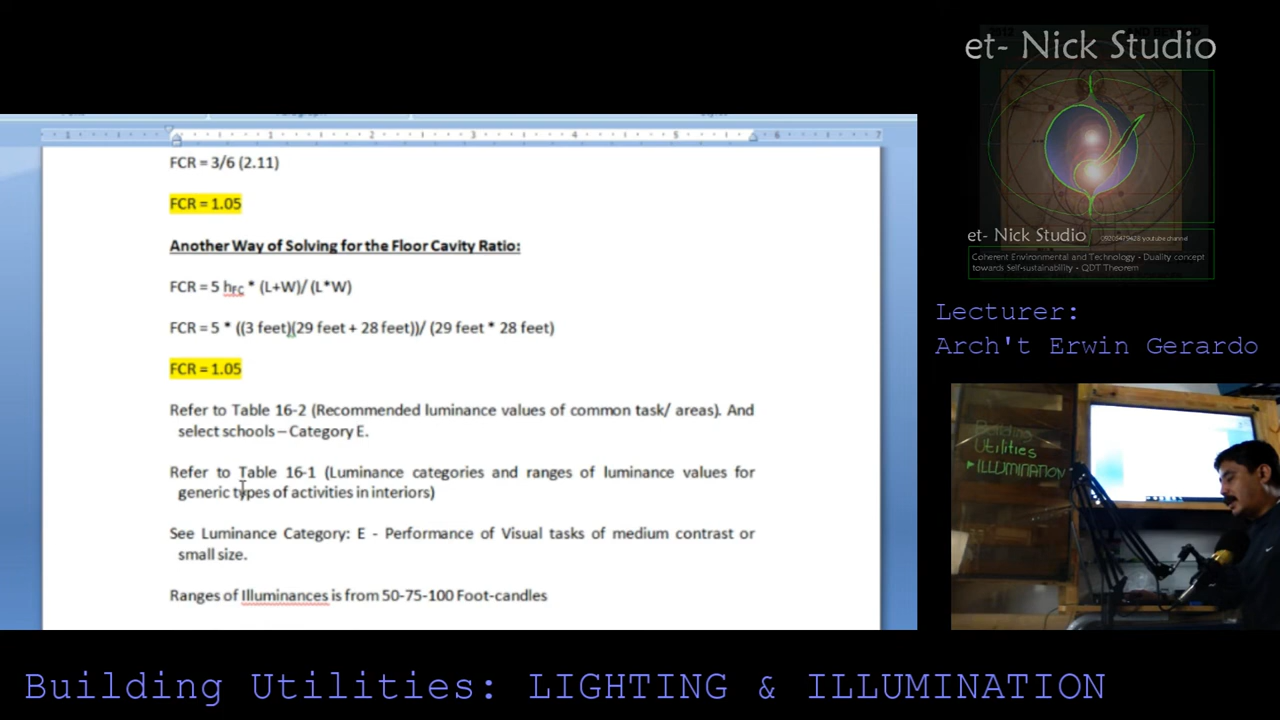 et- Nick Studio
FCR = 3/6 (2.11)
FCR = 1.05
Another Way of Solving for the Floor Cavity Ratio:
FCR = 5 hFC * (L+W)/ (L*W)
FCR = 5 * ((3 feet)(29 feet + 28 feet))/ (29 feet * 28 feet)
FCR = 1.05
Refer to Table 16-2 (Recommended luminance values of common task/ areas). And
select schools – Category E.
Refer to Table 16-1 (Luminance categories and ranges of luminance values for
generic types of activities in interiors)
See Luminance Category: E - Performance of Visual tasks of medium contrast or
small size.
Ranges of Illuminances is from 50-75-100 Foot-candles
et- Nick Studio
09205479428 youtube channel
Coherent Environmental and Technology - Duality concept
towards Self-sustainability - QDT Theorem
Lecturer:
Arch't Erwin Gerardo
Building
Utilities
ILLUMINATION
Building Utilities: LIGHTING & ILLUMINATION